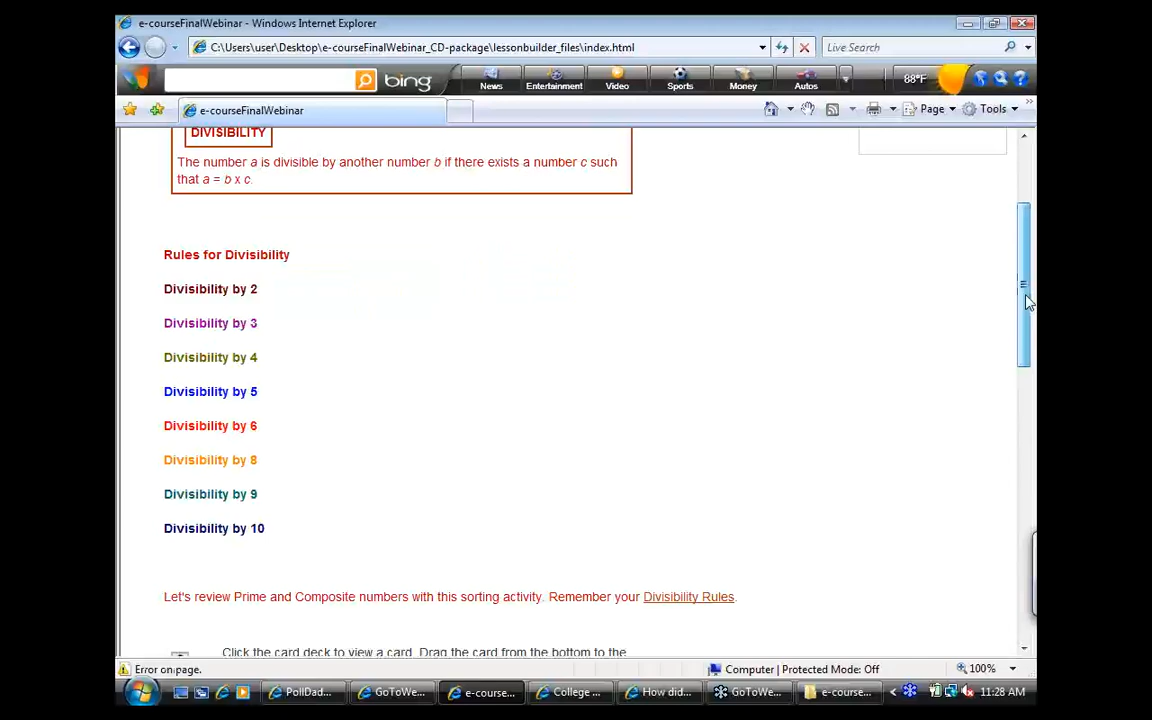 e-courseFinalWebinar - Windows Internet Explorer
C:\Users\user\Desktop\e-courseFinalWebinar_CD-package\lessonbuilder_files\index.html
Live Search
bing
News
Entertainment
Video
Sports
Money
Autos
88°F
e-courseFinalWebinar
Page
Tools
DIVISIBILITY
The number a is divisible by another number b if there exists a number c such
that a = b x c.
Rules for Divisibility
Divisibility by 2
Divisibility by 3
Divisibility by 4
Divisibility by 5
Divisibility by 6
Divisibility by 8
Divisibility by 9
Divisibility by 10
Let's review Prime and Composite numbers with this sorting activity. Remember your Divisibility Rules.
Click the card deck to view a card. Drag the card from the bottom to the
Error on page.
Computer | Protected Mode: Off
100%
PollDad...
GoToWe...
e-course...
College ...
How did...
GoToWe...
e-course...
11:28 AM